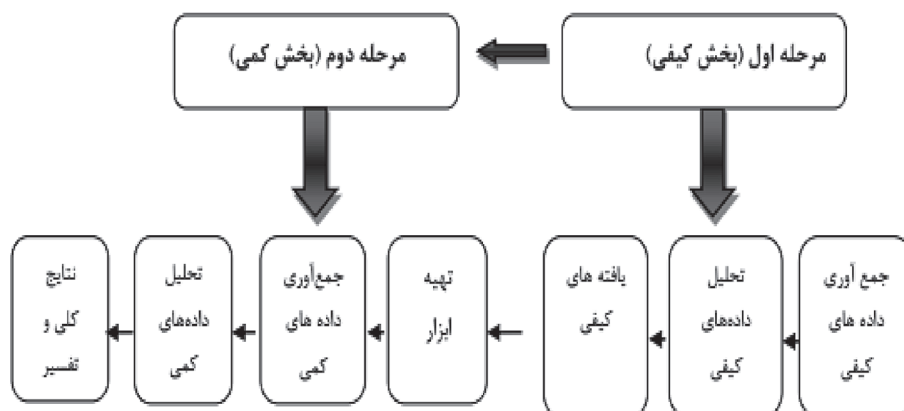 مرحله اول (بخش کیفی)
مرحله دوم (بخش کمی)
جمع آوری
داده های
کیفی
تحلیل
داده‌های
کیفی
یافته های
کیفی
تهیه
ابزار
جمع‌آوری
داده های
کمی
تحلیل
داده‌های
کمی
نتایج
کلی و
تفسیر